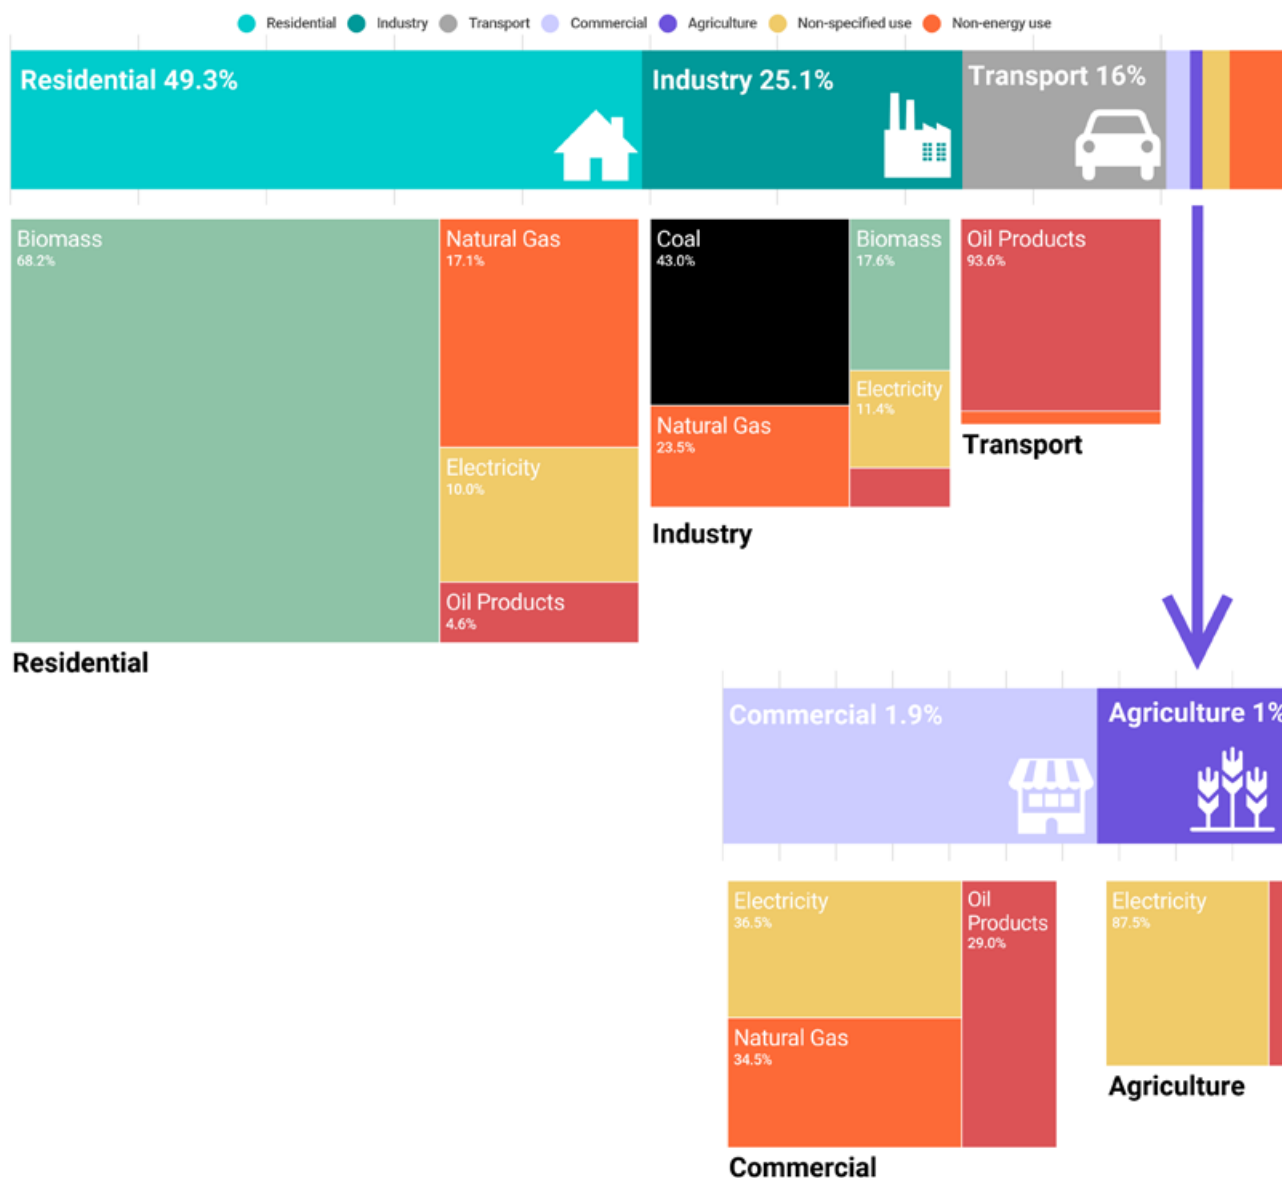 Residential Industry Transport Commercial Agriculture Non-specified use Non-energy use
Residential 49.3%
Industry 25.1%
Transport 16%
Biomass
68.2%
Natural Gas
17.1%
Electricity
10.0%
Oil Products
4.6%
Residential
Coal
43.0%
Biomass
17.6%
Natural Gas
23.5%
Electricity
11.4%
Industry
Oil Products
93.6%
Transport
Commercial 1.9%
Agriculture 1%
Electricity
36.5%
Natural Gas
34.5%
Oil
Products
29.0%
Commercial
Electricity
87.5%
Agriculture